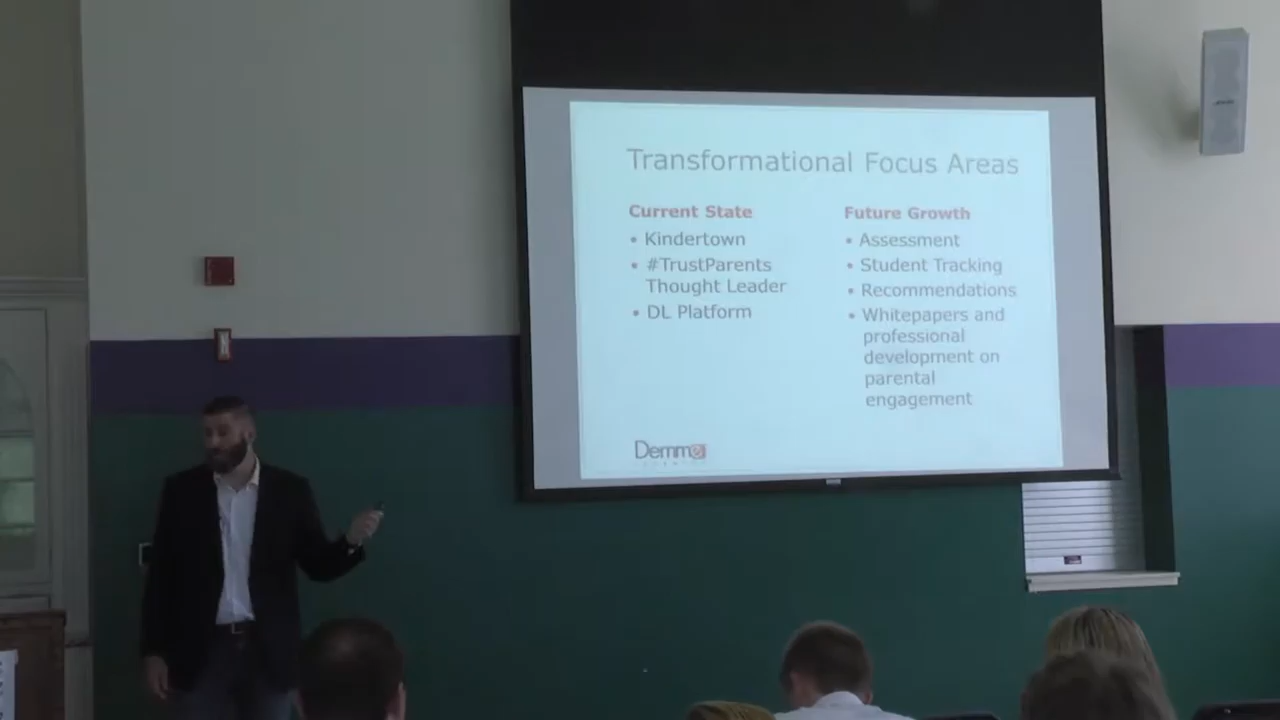 Transformational Focus Areas
Current State
• Kindertown
• #TrustParents
Thought Leader
• DL Platform
Future Growth
• Assessment
• Student Tracking
• Recommendations
• Whitepapers and
professional
development on
parental
engagement
Demme